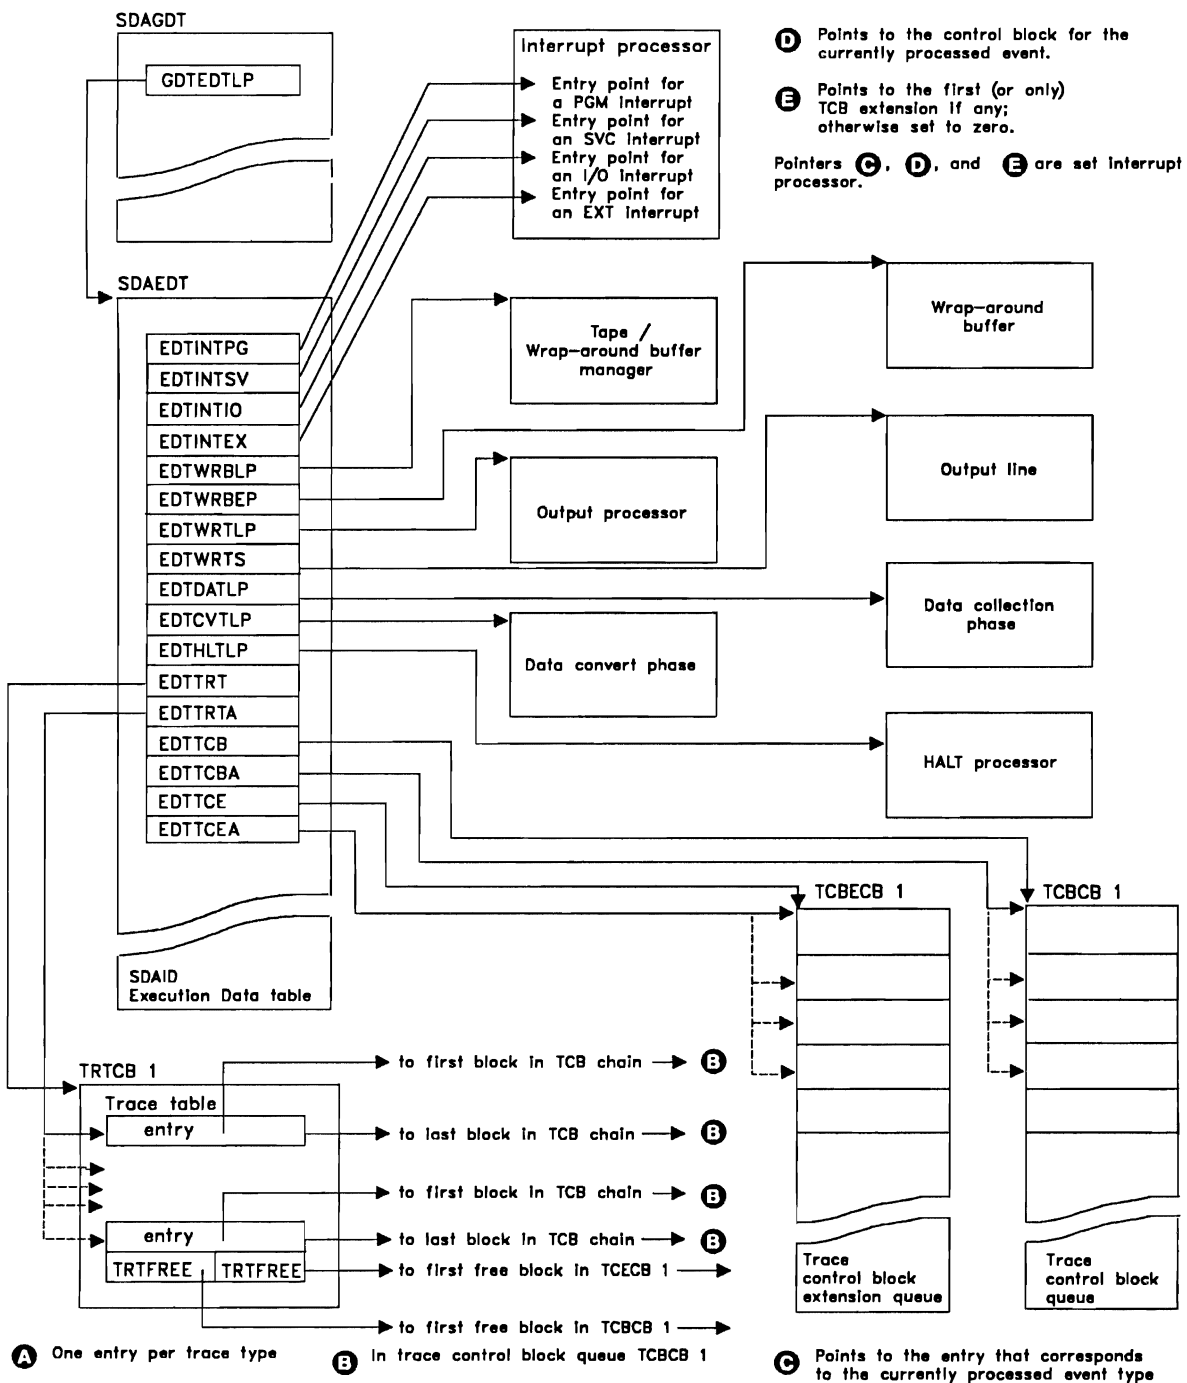 SDAGDT
GDTEDTLP
Interrupt processor
Entry point for
a PGM interrupt
Entry point for
an SVC interrupt
Entry point for
an I/O interrupt
Entry point for
an EXT interrupt
D Points to the control block for the
currently processed event.
E Points to the first (or only)
TCB extension if any;
otherwise set to zero.
Pointers C, D, and E are set interrupt
processor.
SDAEDT
EDTINTPG
EDTINTSV
EDTINTIO
EDTINTEX
EDTWRBLP
EDTWRBEP
EDTWRTLP
EDTWRTS
EDTDATLP
EDTCVTLP
EDTHLTLP
EDTTRT
EDTTRTA
EDTTCB
EDTTCBA
EDTTCE
EDTTCEA
SDAID
Execution Data table
Tape /
Wrap-around buffer
manager
Wrap-around
buffer
Output processor
Output line
Data convert phase
Data collection
phase
HALT processor
TCBECB 1
Trace
control block
extension queue
TCBCB 1
Trace
control block
queue
TRTCB 1
Trace table
entry
to first block in TCB chain B
to last block in TCB chain B
to first block in TCB chain B
entry
to last block in TCB chain B
TRTFREE TRTFREE
to first free block in TCECB 1
to first free block in TCBCB 1
A One entry per trace type
B In trace control block queue TCBCB 1
C Points to the entry that corresponds
to the currently processed event type